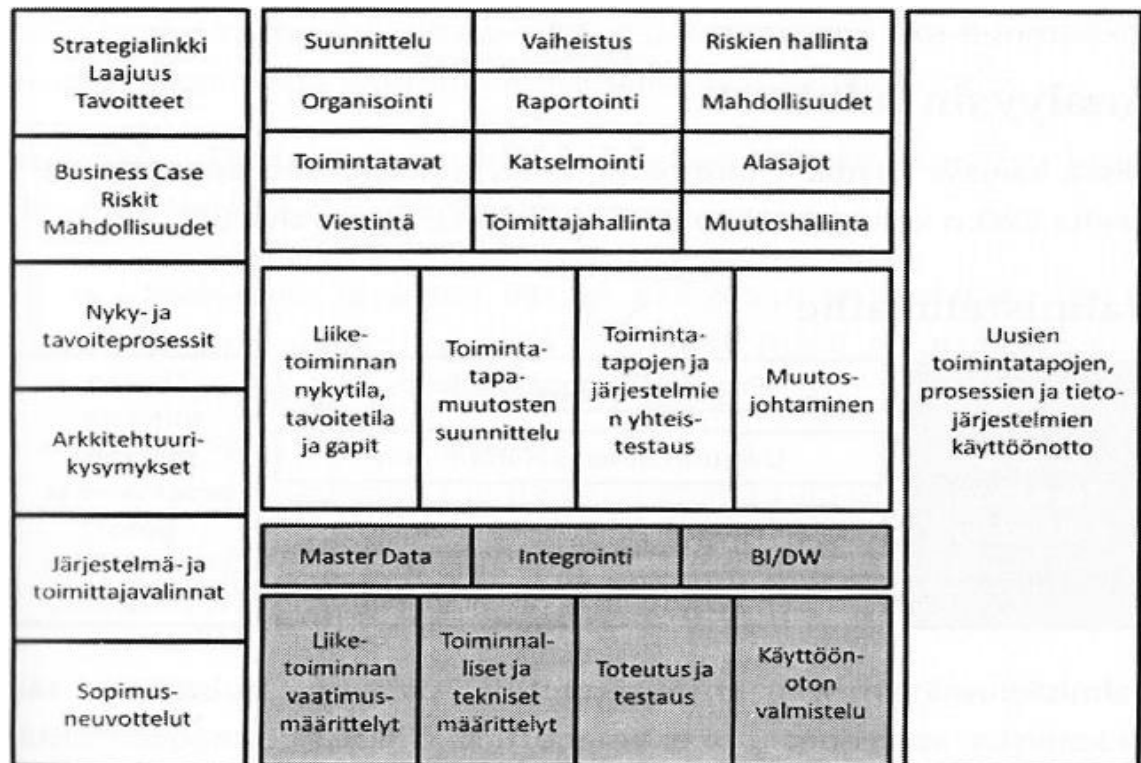 Strategialinkki
Laajuus
Tavoitteet
Business Case
Riskit
Mahdollisuudet
Nyky- ja
tavoiteprosessit
Arkkitehtuuri-
kysymykset
Järjestelmä- ja
toimittajavalinnat
Sopimus-
neuvottelut
Suunnittelu
Vaiheistus
Riskien hallinta
Organisointi
Raportointi
Mahdollisuudet
Toimintatavat
Katselmointi
Alasajot
Viestintä
Toimittajahallinta
Muutoshallinta
Liike-
toiminnan
nykytila,
tavoitetila
ja gapit
Toiminta-
tapa-
muutosten
suunnittelu
Toiminta-
tapojen ja
järjestelmie
n yhteis-
testaus
Muutos-
johtaminen
Master Data
Integrointi
BI/DW
Liike-
toiminnan
vaatimus-
määrittelyt
Toiminnal-
liset ja
tekniset
määrittelyt
Toteutus ja
testaus
Käyttöön-
oton
valmistelu
Uusien
toimintatapojen,
prosessien ja tieto-
järjestelmien
käyttöönotto